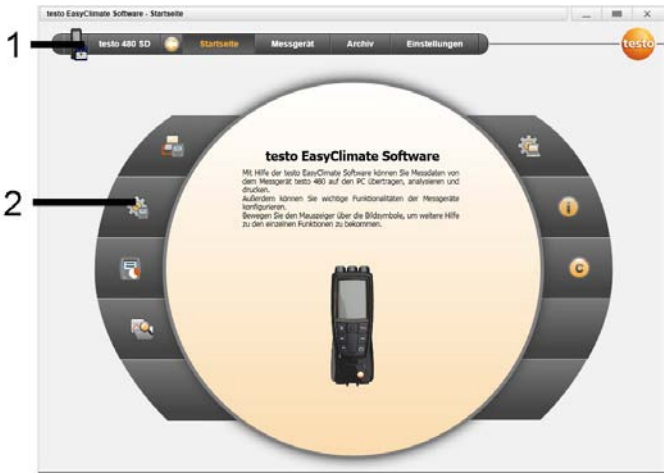 testo EasyClimate Software - Startseite
1
testo 480 SD Startseite Messgerät Archiv Einstellungen
testo
2
testo EasyClimate Software
Mit Hilfe der testo EasyClimate Software können Sie Messdaten von
dem Messgerät testo 480 auf den PC übertragen, analysieren und
drucken.
Außerdem können Sie wichtige Funktionalitäten der Messgeräte
konfigurieren.
Bewegen Sie den Mauszeiger über die Bildsymbole, um weitere Hilfe
zu den einzelnen Funktionen zu bekommen.
i
C